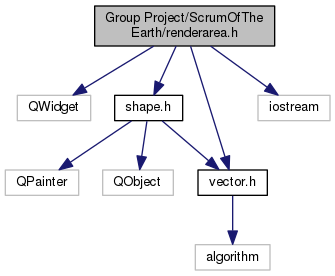 Group Project/ScrumOfThe
Earth/renderarea.h
QWidget
shape.h
iostream
QPainter
QObject
vector.h
algorithm